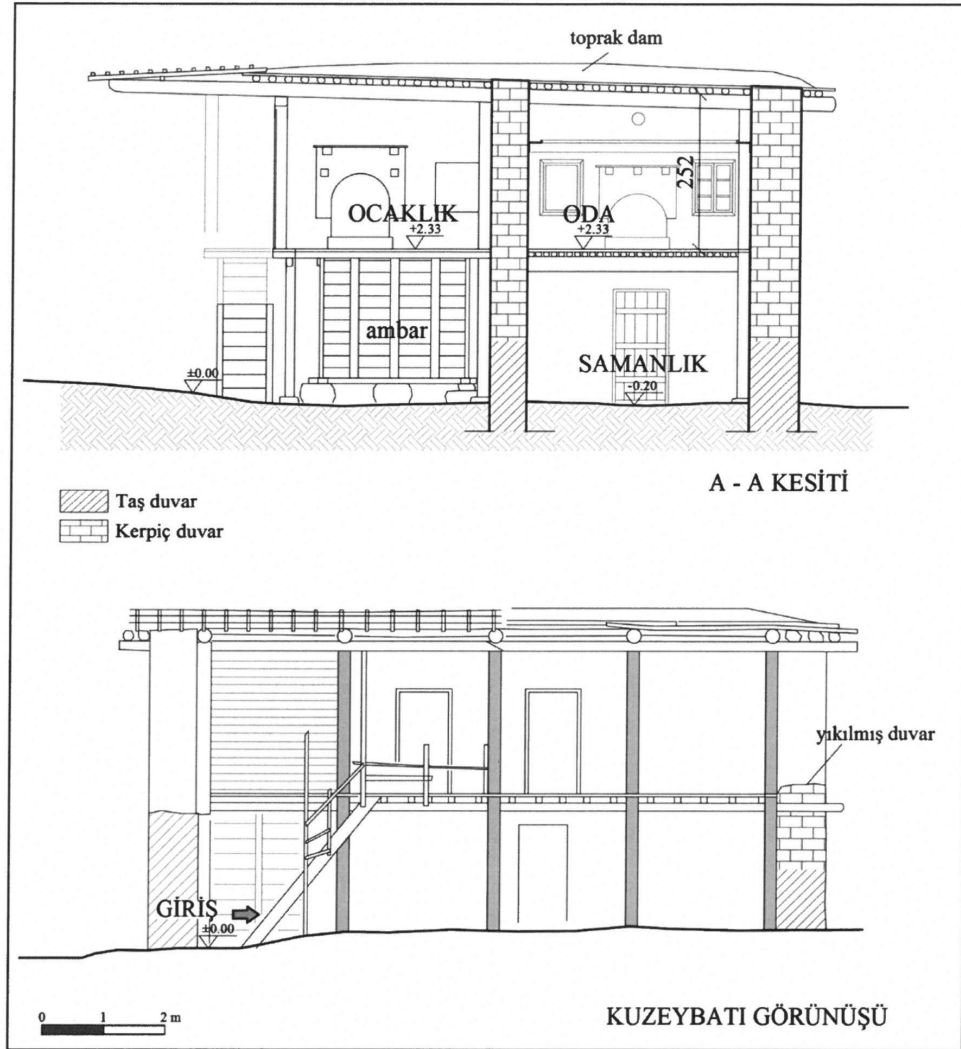 toprak dam
252
OCAKLIK
+2.33
ODA
+2.33
ambar
SAMANLIK
-0.20
±0.00
A - A KESİTİ
Taş duvar
Kerpiç duvar
yıkılmış duvar
GİRİŞ
±0.00
0 1 2 m
KUZEYBATI GÖRÜNÜŞÜ